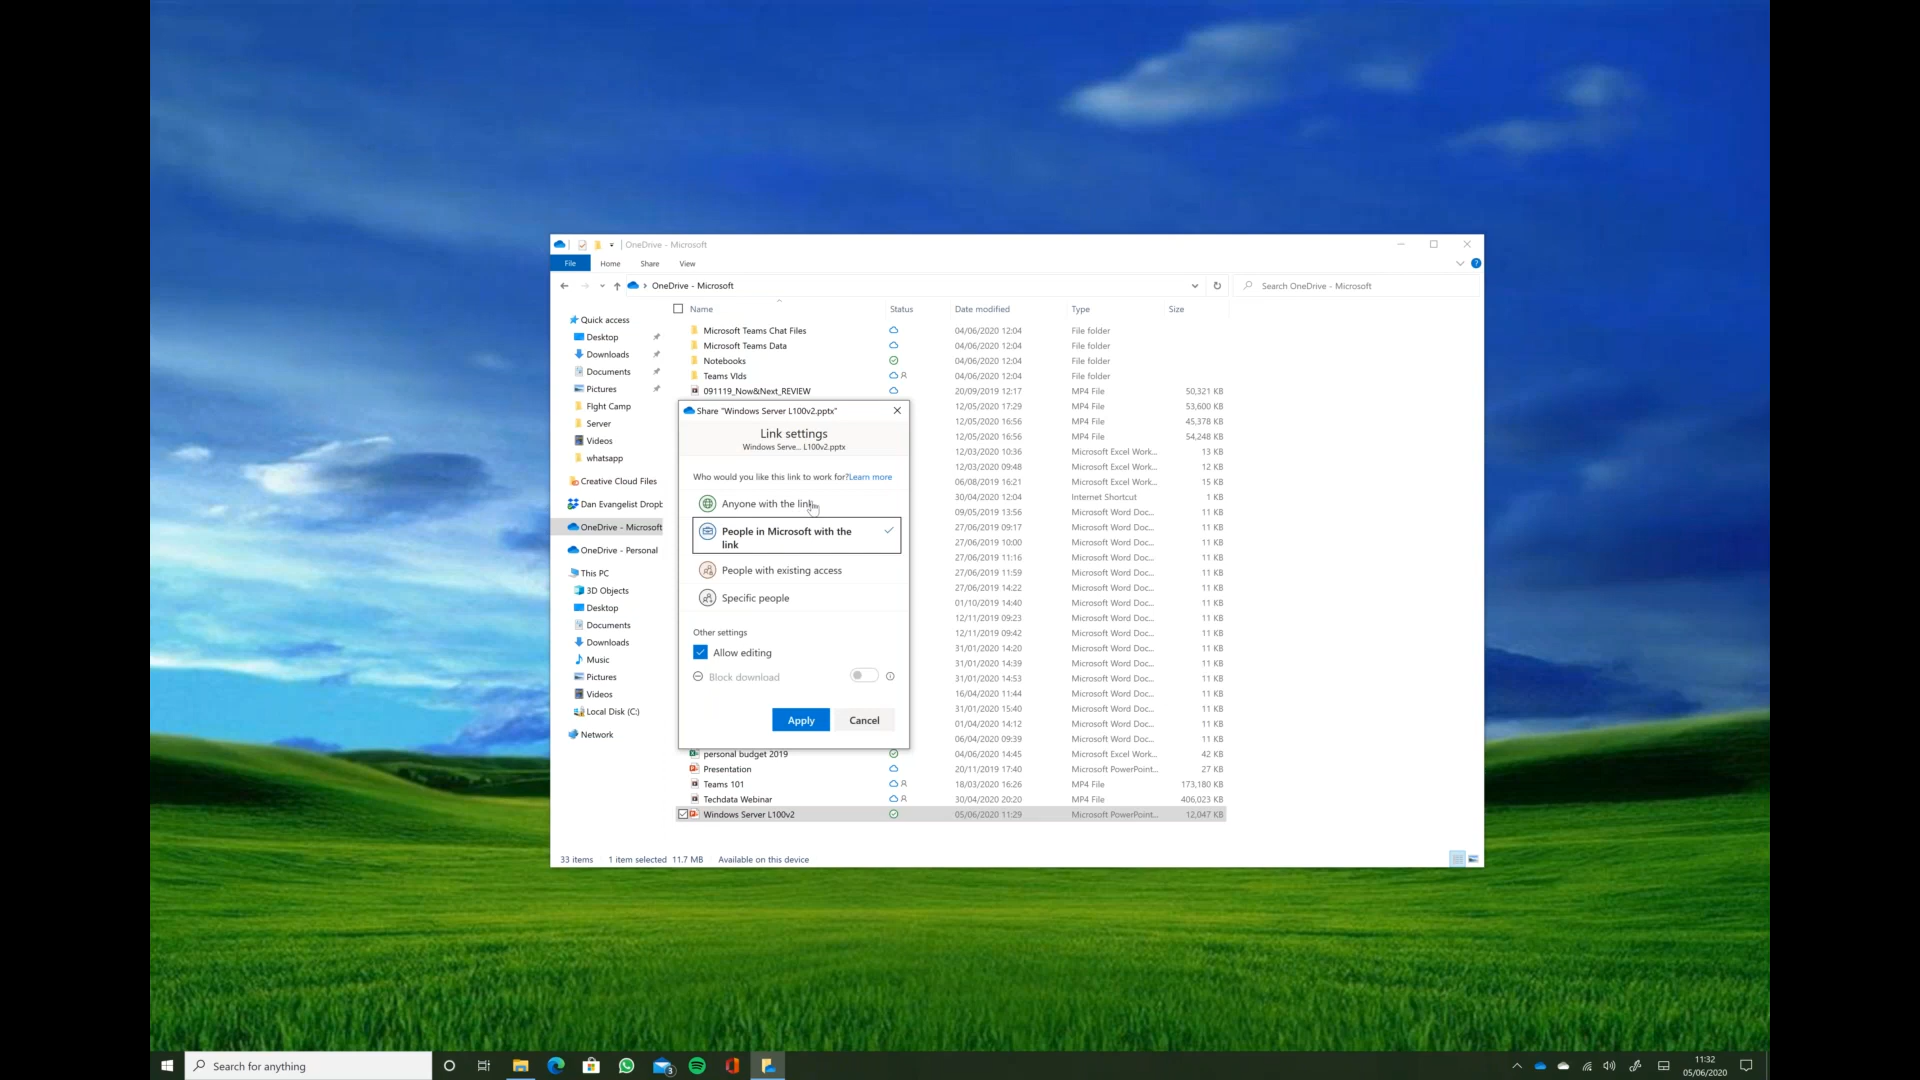 OneDrive - Microsoft
File Home Share View
OneDrive - Microsoft
Search OneDrive - Microsoft
Name Status Date modified Type Size
Quick access
Desktop
Downloads
Documents
Pictures
FIght Camp
Server
Videos
whatsapp
Creative Cloud Files
Dan Evangelist Dropb
OneDrive - Microsoft
OneDrive - Personal
This PC
3D Objects
Desktop
Documents
Downloads
Music
Pictures
Videos
Local Disk (C:)
Network
Microsoft Teams Chat Files 04/06/2020 12:04 File folder
Microsoft Teams Data 04/06/2020 12:04 File folder
Notebooks 04/06/2020 12:04 File folder
Teams VIds 04/06/2020 12:04 File folder
091119_Now&Next_REVIEW 20/09/2019 12:17 MP4 File 50,321 KB
12/05/2020 17:29 MP4 File 53,600 KB
12/05/2020 16:56 MP4 File 45,378 KB
12/05/2020 16:56 MP4 File 54,248 KB
12/03/2020 10:36 Microsoft Excel Work... 13 KB
12/03/2020 09:48 Microsoft Excel Work... 12 KB
06/08/2019 16:21 Microsoft Excel Work... 15 KB
30/04/2020 12:04 Internet Shortcut 1 KB
09/05/2019 13:56 Microsoft Word Doc... 11 KB
27/06/2019 09:17 Microsoft Word Doc... 11 KB
27/06/2019 10:00 Microsoft Word Doc... 11 KB
27/06/2019 11:16 Microsoft Word Doc... 11 KB
27/06/2019 11:59 Microsoft Word Doc... 11 KB
27/06/2019 14:22 Microsoft Word Doc... 11 KB
01/10/2019 14:40 Microsoft Word Doc... 11 KB
12/11/2019 09:23 Microsoft Word Doc... 11 KB
12/11/2019 09:42 Microsoft Word Doc... 11 KB
31/01/2020 14:20 Microsoft Word Doc... 11 KB
31/01/2020 14:39 Microsoft Word Doc... 11 KB
31/01/2020 14:53 Microsoft Word Doc... 11 KB
16/04/2020 11:44 Microsoft Word Doc... 11 KB
31/01/2020 15:40 Microsoft Word Doc... 11 KB
01/04/2020 14:12 Microsoft Word Doc... 11 KB
06/04/2020 09:39 Microsoft Word Doc... 11 KB
personal budget 2019 04/06/2020 14:45 Microsoft Excel Work... 42 KB
Presentation 20/11/2019 17:40 Microsoft PowerPoint... 27 KB
Teams 101 18/03/2020 16:26 MP4 File 173,180 KB
Techdata Webinar 30/04/2020 20:20 MP4 File 406,023 KB
Windows Server L100v2 05/06/2020 11:29 Microsoft PowerPoint... 12,047 KB
Share "Windows Server L100v2.pptx"
Link settings
Windows Serve... L100v2.pptx
Who would you like this link to work for?Learn more
Anyone with the link
People in Microsoft with the
link
People with existing access
Specific people
Other settings
Allow editing
Block download
Apply Cancel
33 items 1 item selected 11.7 MB Available on this device
Search for anything
3
11:32
05/06/2020